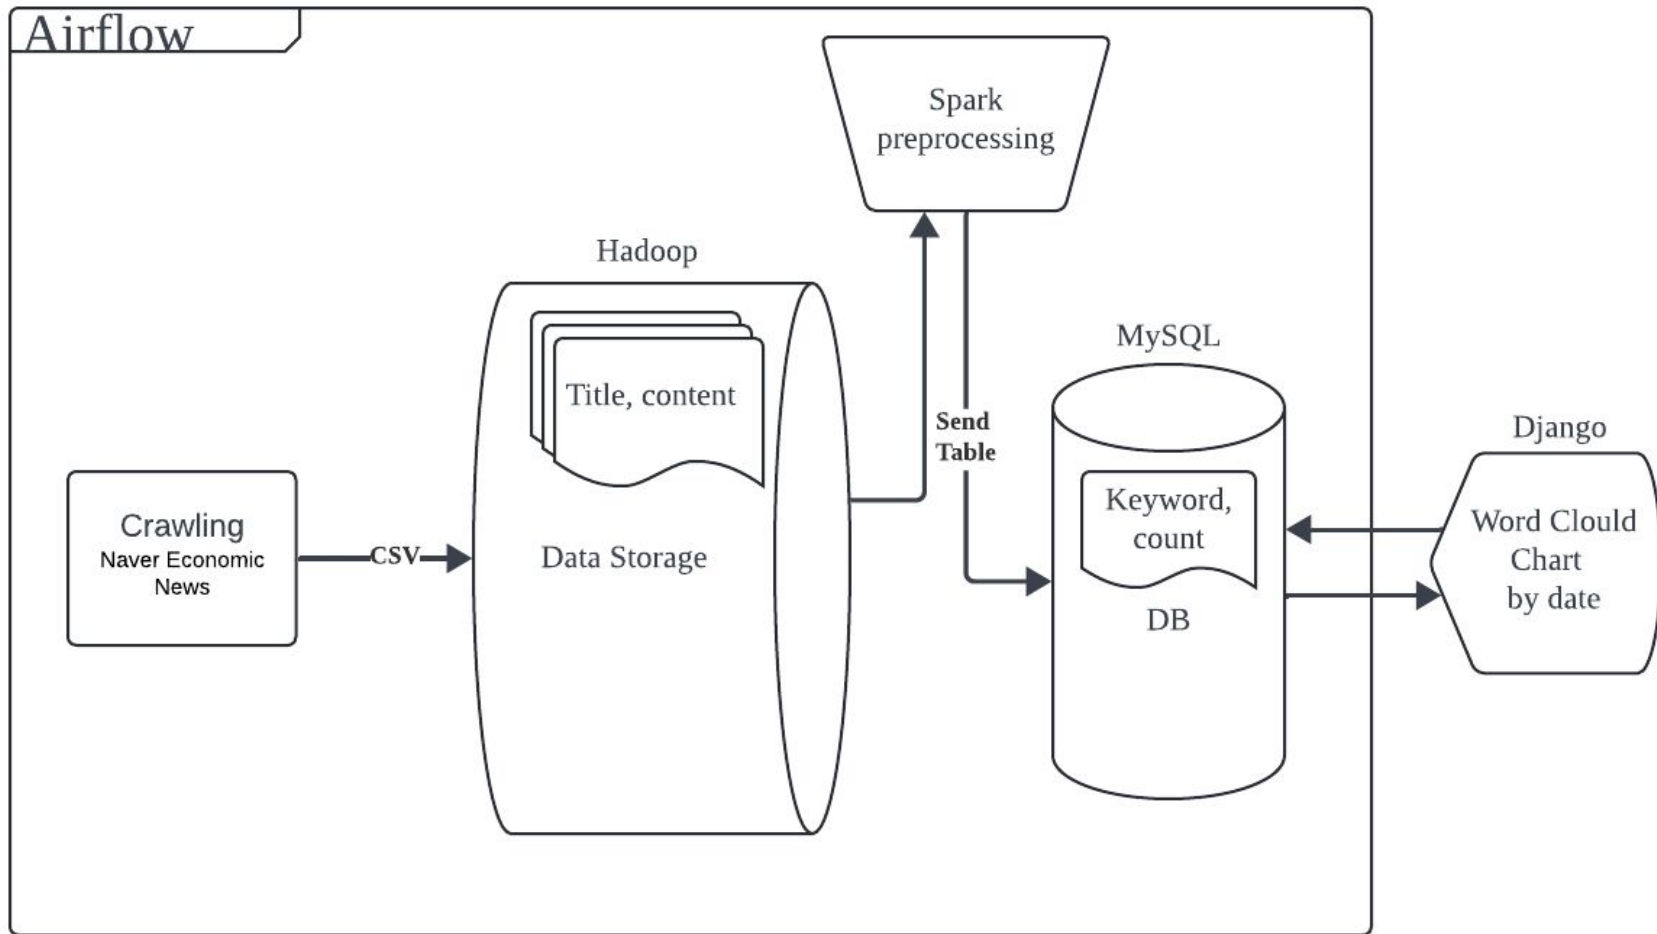 Airflow
Spark
preprocessing
Hadoop
Title, content
Data Storage
Crawling
Naver Economic
News
CSV
Send
Table
MySQL
Keyword,
count
DB
Django
Word Clould
Chart
by date